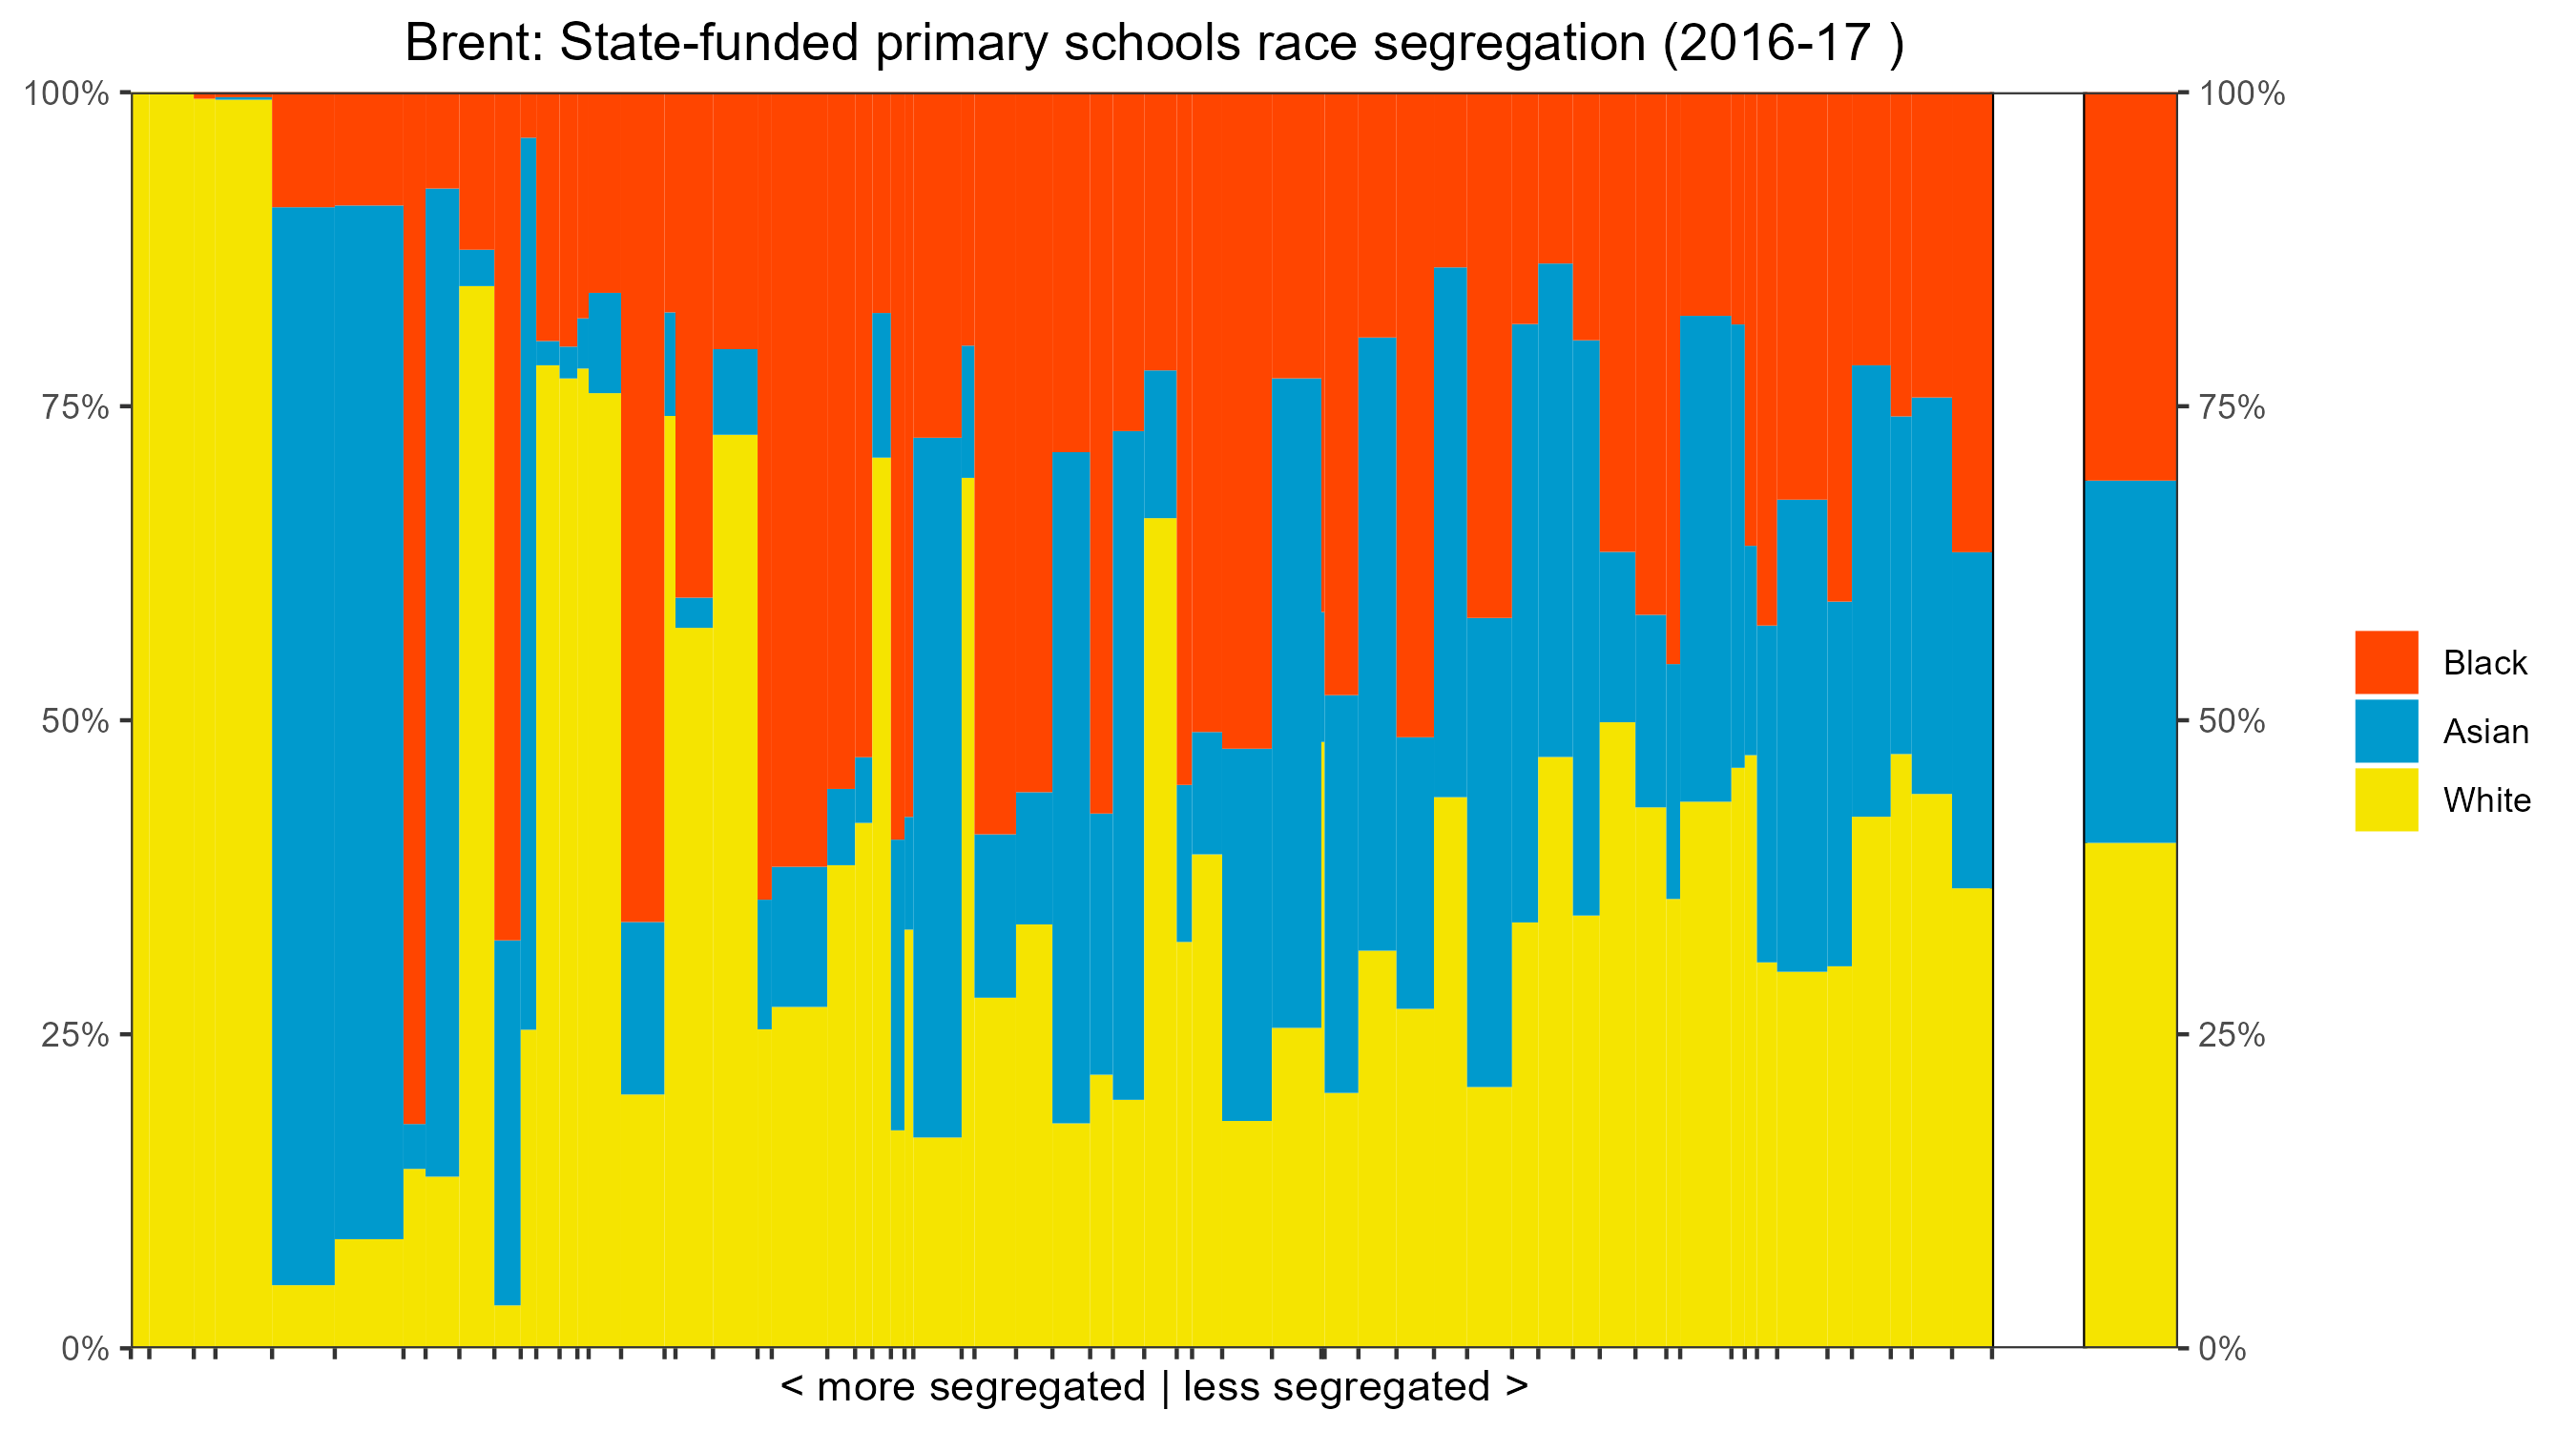 Brent: State-funded primary schools race segregation (2016-17 )
100%
75%
50%
25%
0%
100%
75%
50%
25%
0%
< more segregated | less segregated >
Black
Asian
White